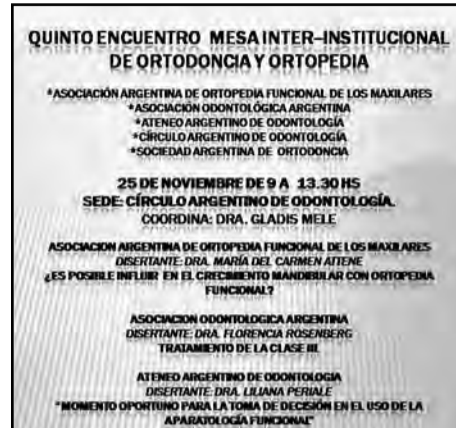 QUINTO ENCUENTRO MESA INTER–INSTITUCIONAL
DE ORTODONCIA Y ORTOPEDIA
*ASOCIACIÓN ARGENTINA DE ORTOPEDIA FUNCIONAL DE LOS MAXILARES
*ASOCIACIÓN ODONTOLÓGICA ARGENTINA
*ATENEO ARGENTINO DE ODONTOLOGÍA
*CÍRCULO ARGENTINO DE ODONTOLOGÍA
*SOCIEDAD ARGENTINA DE ORTODONCIA
25 DE NOVIEMBRE DE 9 A 13.30 HS
SEDE: CÍRCULO ARGENTINO DE ODONTOLOGÍA.
COORDINA: DRA. GLADIS MELE
ASOCIACION ARGENTINA DE ORTOPEDIA FUNCIONAL DE LOS MAXILARES
DISERTANTE: DRA. MARÍA DEL CARMEN ATTENE
¿ES POSIBLE INFLUIR EN EL CRECIMIENTO MANDIBULAR CON ORTOPEDIA
FUNCIONAL?
ASOCIACION ODONTOLOGICA ARGENTINA
DISERTANTE: DRA. FLORENCIA ROSENBERG
TRATAMIENTO DE LA CLASE III
ATENEO ARGENTINO DE ODONTOLOGIA
DISERTANTE: DRA. LILIANA PERIALE
"MOMENTO OPORTUNO PARA LA TOMA DE DECISIÓN EN EL USO DE LA
APARATOLOGÍA FUNCIONAL"